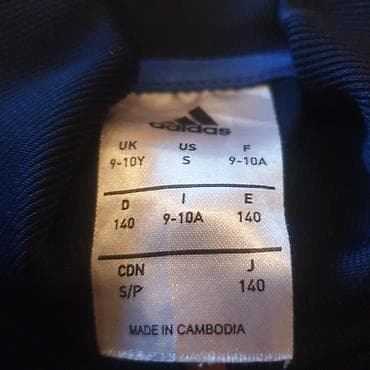 adidas
UK US F
9-10Y S 9-10A
D I E
140 9-10A 140
CDN J
S/P 140
MADE IN CAMBODIA